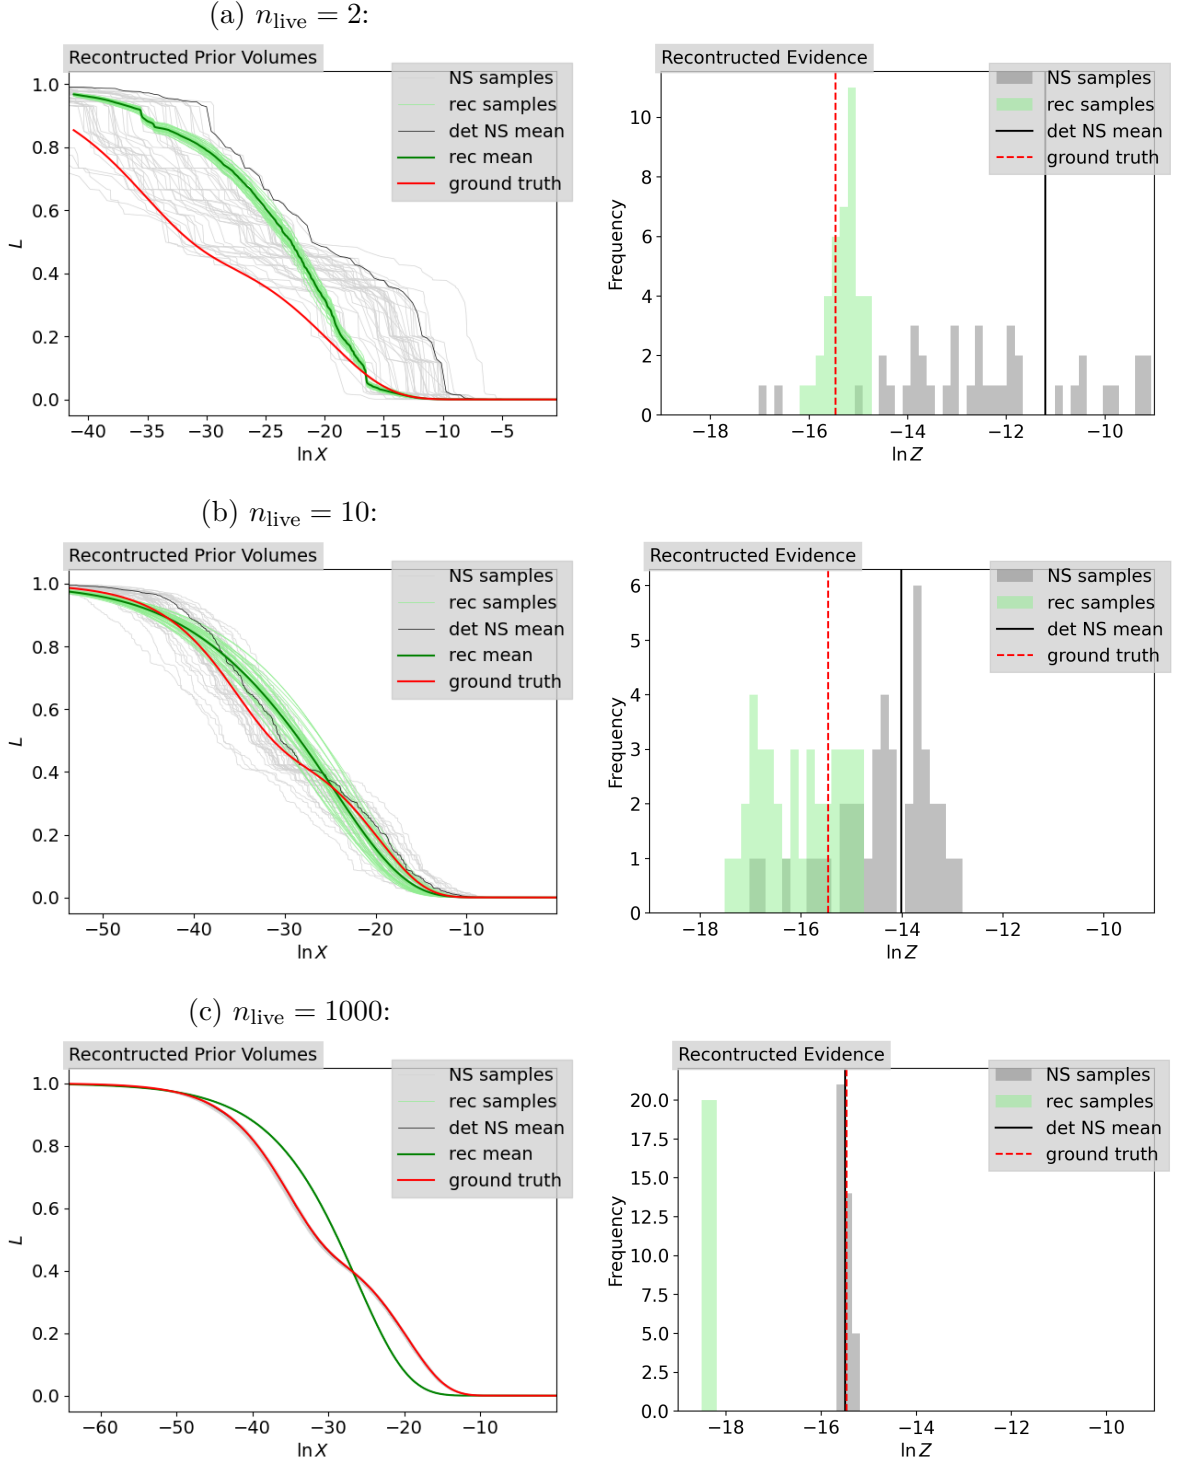 (a) n_live = 2:
Recontructed Prior Volumes
NS samples
rec samples
det NS mean
rec mean
ground truth
1.0
0.8
0.6
0.4
0.2
0.0
L
−40 −35 −30 −25 −20 −15 −10 −5
ln X
Recontructed Evidence
NS samples
rec samples
det NS mean
ground truth
10
8
6
4
2
0
Frequency
−18 −16 −14 −12 −10
ln Z
(b) n_live = 10:
Recontructed Prior Volumes
NS samples
rec samples
det NS mean
rec mean
ground truth
1.0
0.8
0.6
0.4
0.2
0.0
L
−50 −40 −30 −20 −10
ln X
Recontructed Evidence
NS samples
rec samples
det NS mean
ground truth
6
5
4
3
2
1
0
Frequency
−18 −16 −14 −12 −10
ln Z
(c) n_live = 1000:
Recontructed Prior Volumes
NS samples
rec samples
det NS mean
rec mean
ground truth
1.0
0.8
0.6
0.4
0.2
0.0
L
−60 −50 −40 −30 −20 −10
ln X
Recontructed Evidence
NS samples
rec samples
det NS mean
ground truth
20.0
17.5
15.0
12.5
10.0
7.5
5.0
2.5
0.0
Frequency
−18 −16 −14 −12 −10
ln Z